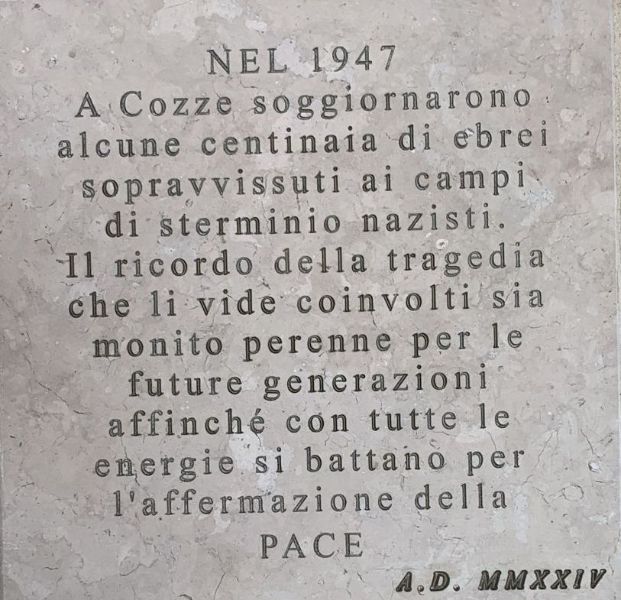 NEL 1947
A Cozze soggiornarono
alcune centinaia di ebrei
sopravvissuti ai campi
di sterminio nazisti.
Il ricordo della tragedia
che li vide coinvolti sia
monito perenne per le
future generazioni
affinché con tutte le
energie si battano per
l'affermazione della
PACE
A.D. MMXXIV